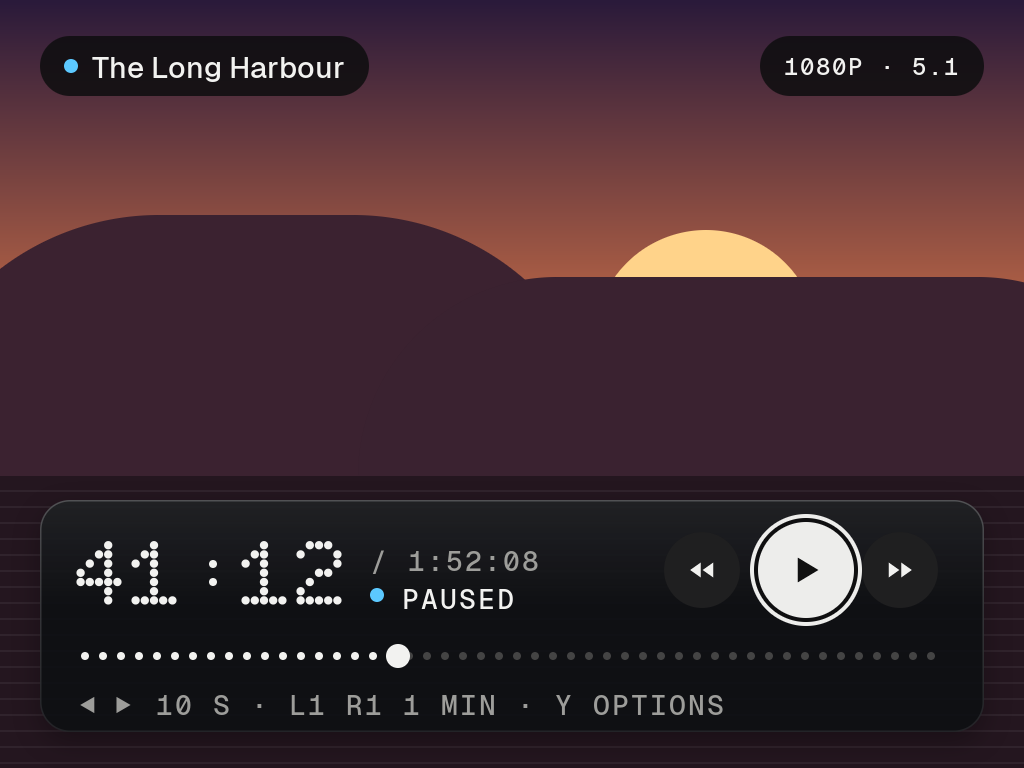 The Long Harbour
1080P · 5.1
41:12 / 1:52:08
PAUSED
◀ ▶ 10 S · L1 R1 1 MIN · Y OPTIONS